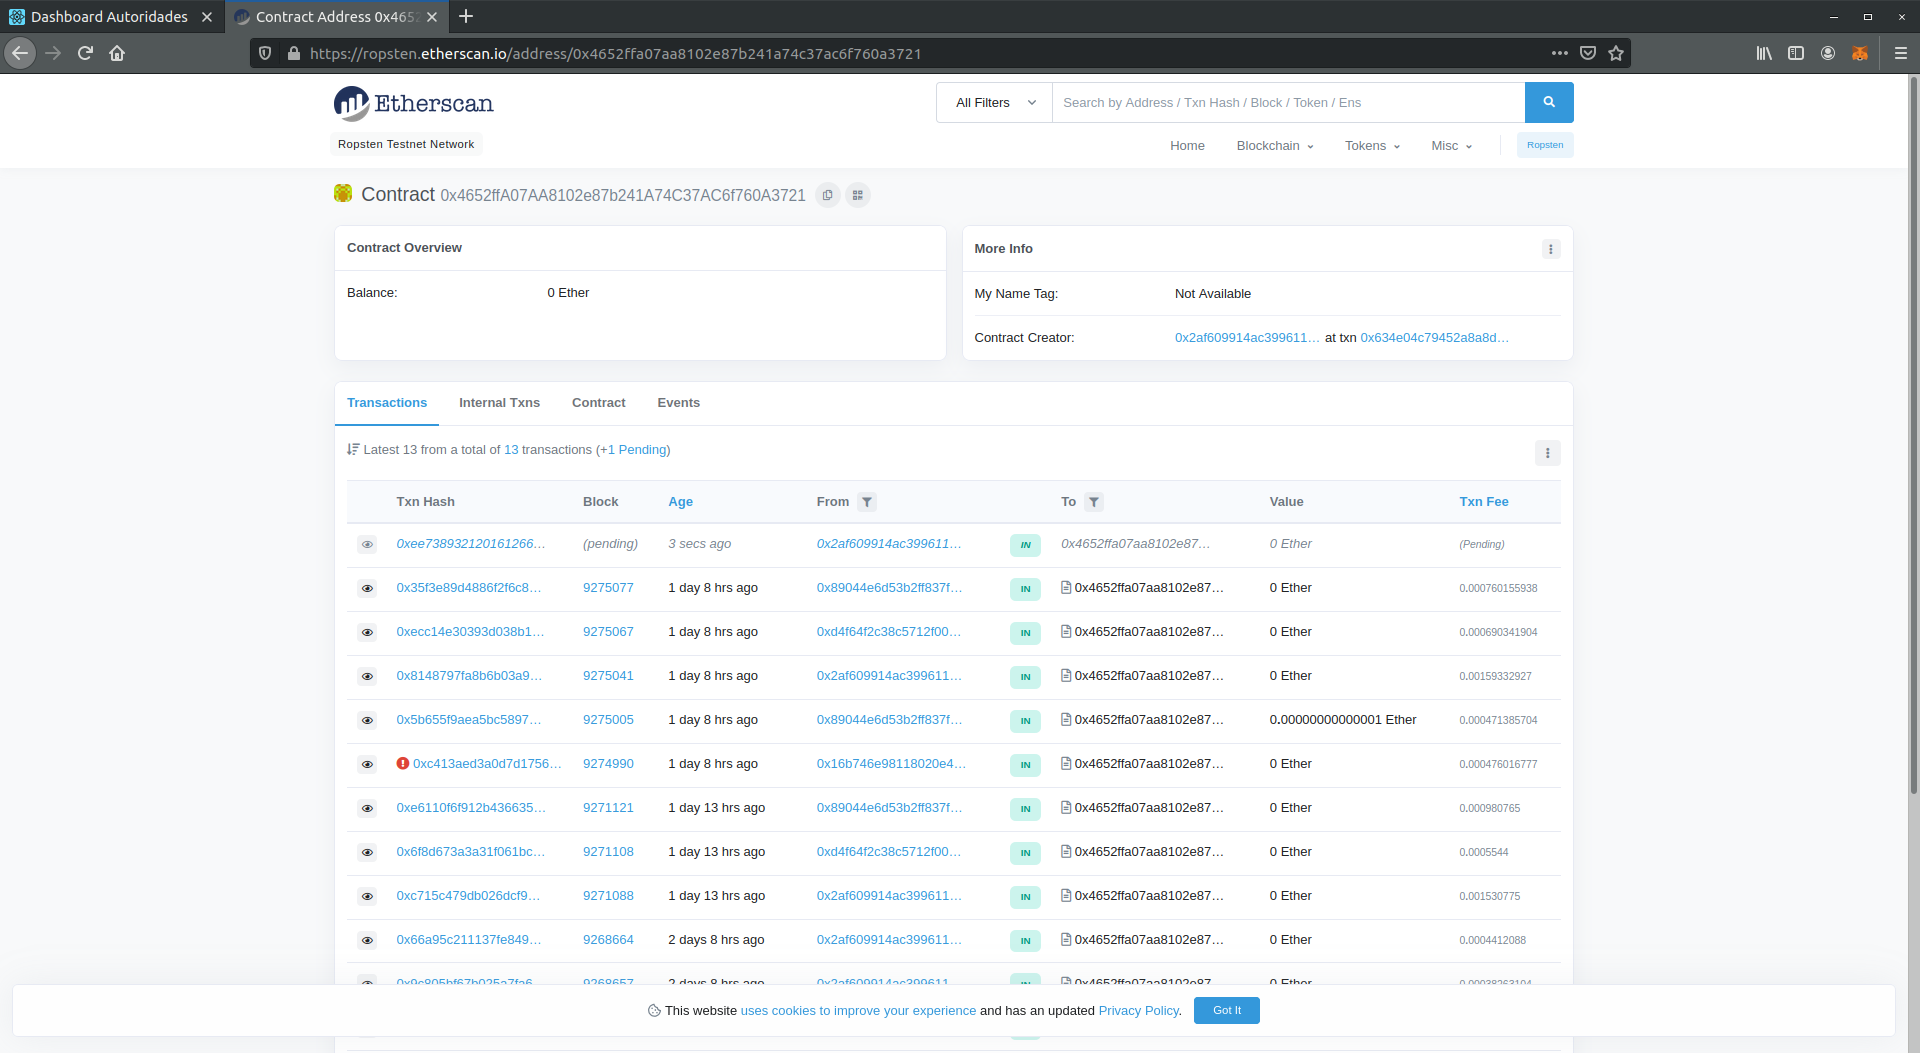 Dashboard Autoridades
Contract Address 0x4652
https://ropsten.etherscan.io/address/0x4652ffa07aa8102e87b241a74c37ac6f760a3721
Etherscan
All Filters
Search by Address / Txn Hash / Block / Token / Ens
Ropsten Testnet Network
Home Blockchain Tokens Misc Ropsten
Contract 0x4652ffA07AA8102e87b241A74C37AC6f760A3721
Contract Overview
Balance: 0 Ether
More Info
My Name Tag: Not Available
Contract Creator: 0x2af609914ac399611... at txn 0x634e04c79452a8a8d...
Transactions Internal Txns Contract Events
Latest 13 from a total of 13 transactions (+1 Pending)
Txn Hash Block Age From To Value Txn Fee
0xee738932120161266... (pending) 3 secs ago 0x2af609914ac399611... IN 0x4652ffa07aa8102e87... 0 Ether (Pending)
0x35f3e89d4886f2f6c8... 9275077 1 day 8 hrs ago 0x89044e6d53b2ff837f... IN 0x4652ffa07aa8102e87... 0 Ether 0.000760155938
0xecc14e30393d038b1... 9275067 1 day 8 hrs ago 0xd4f64f2c38c5712f00... IN 0x4652ffa07aa8102e87... 0 Ether 0.000690341904
0x8148797fa8b6b03a9... 9275041 1 day 8 hrs ago 0x2af609914ac399611... IN 0x4652ffa07aa8102e87... 0 Ether 0.00159332927
0x5b655f9aea5bc5897... 9275005 1 day 8 hrs ago 0x89044e6d53b2ff837f... IN 0x4652ffa07aa8102e87... 0.00000000000001 Ether 0.000471385704
0xc413aed3a0d7d1756... 9274990 1 day 8 hrs ago 0x16b746e98118020e4... IN 0x4652ffa07aa8102e87... 0 Ether 0.000476016777
0xe6110f6f912b436635... 9271121 1 day 13 hrs ago 0x89044e6d53b2ff837f... IN 0x4652ffa07aa8102e87... 0 Ether 0.000980765
0x6f8d673a3a31f061bc... 9271108 1 day 13 hrs ago 0xd4f64f2c38c5712f00... IN 0x4652ffa07aa8102e87... 0 Ether 0.0005544
0xc715c479db026dcf9... 9271088 1 day 13 hrs ago 0x2af609914ac399611... IN 0x4652ffa07aa8102e87... 0 Ether 0.001530775
0x66a95c211137fe849... 9268664 2 days 8 hrs ago 0x2af609914ac399611... IN 0x4652ffa07aa8102e87... 0 Ether 0.0004412088
2 days 8 hrs ago 0x2af609914ac399611 0x4652ffa07aa8102e87 0 Ether
This website uses cookies to improve your experience and has an updated Privacy Policy. Got It